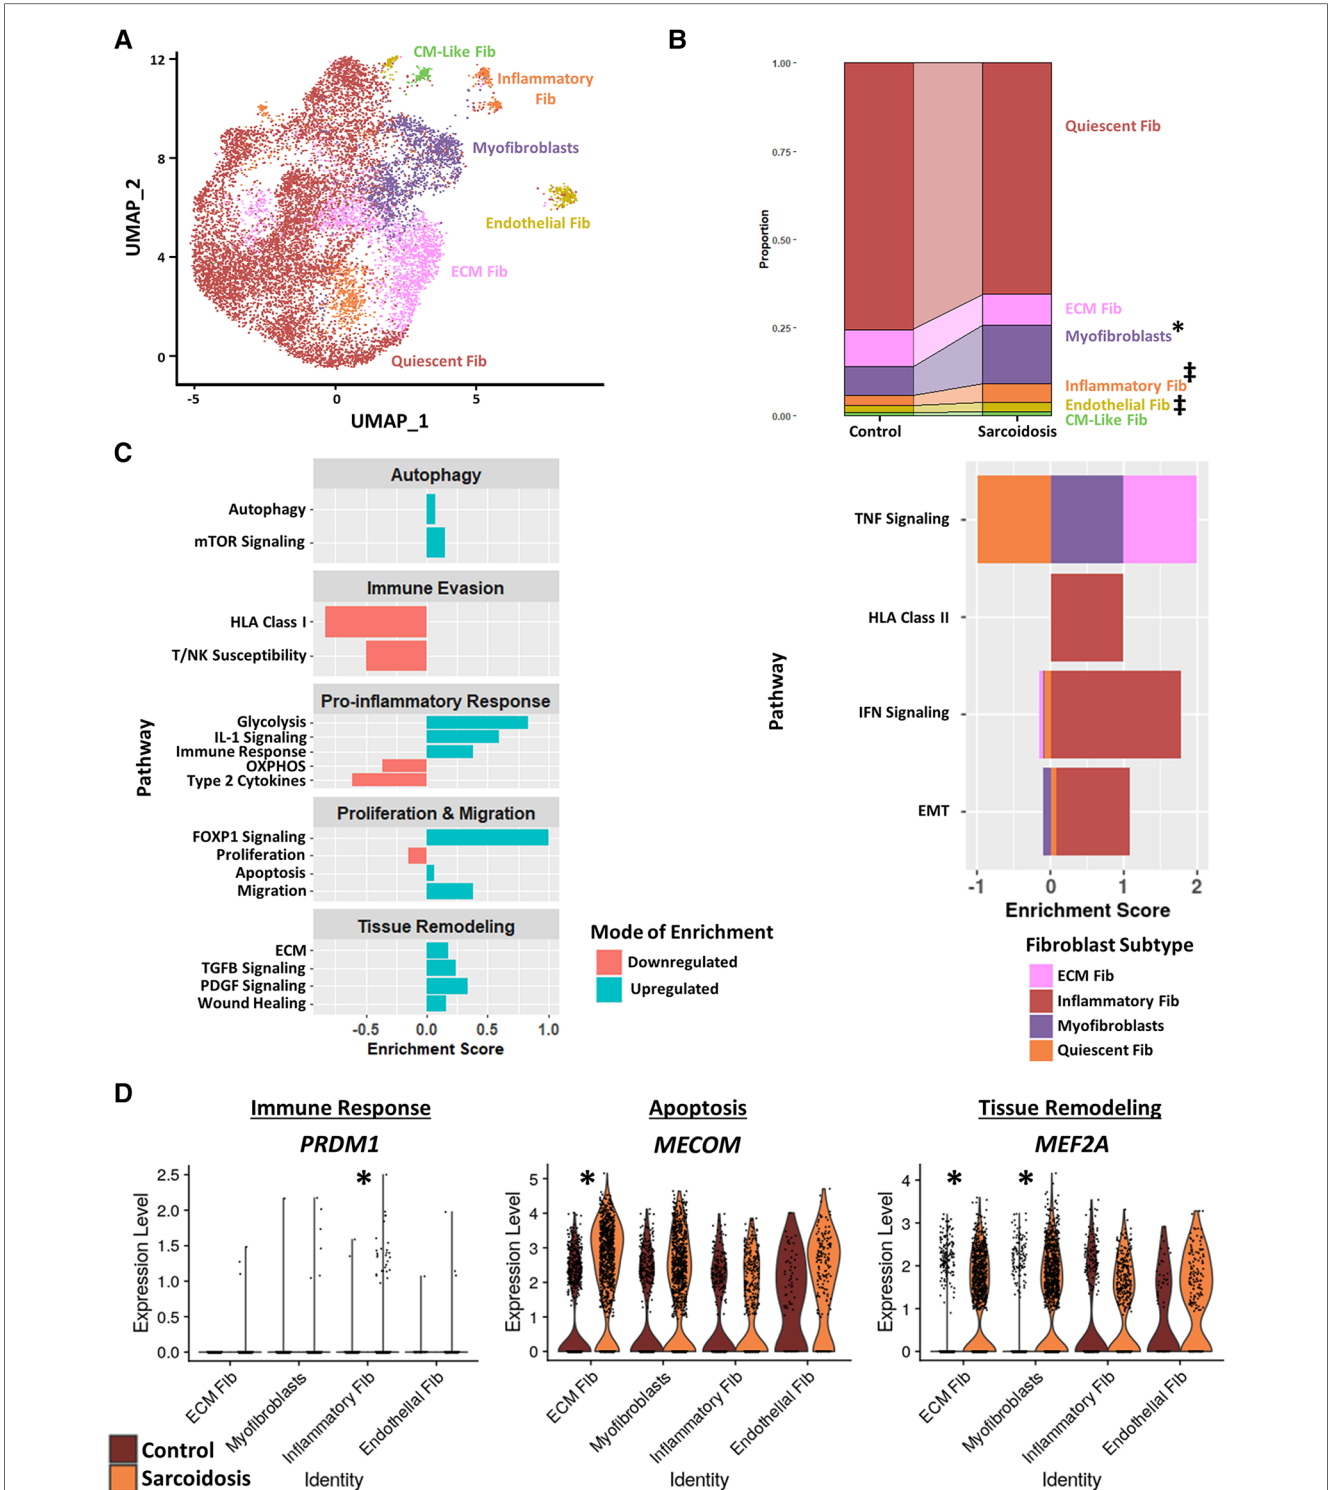 A
CM-Like Fib
Inflammatory
Fib
Myofibroblasts
Endothelial Fib
ECM Fib
Quiescent Fib
UMAP_2
12
8
4
0
-5
0
5
UMAP_1
B
Proportion
1.00
0.75
0.50
0.25
0.00
Quiescent Fib
ECM Fib
Myofibroblasts*
Inflammatory Fib‡
Endothelial Fib ‡
CM-Like Fib
Control
Sarcoidosis
C
Pathway
Autophagy
Autophagy
mTOR Signaling
Immune Evasion
HLA Class I
T/NK Susceptibility
Pro-inflammatory Response
Glycolysis
IL-1 Signaling
Immune Response
OXPHOS
Type 2 Cytokines
Proliferation & Migration
FOXP1 Signaling
Proliferation
Apoptosis
Migration
Tissue Remodeling
ECM
TGFB Signaling
PDGF Signaling
Wound Healing
-0.5
0.0
0.5
1.0
Enrichment Score
Mode of Enrichment
Downregulated
Upregulated
Pathway
TNF Signaling
HLA Class II
IFN Signaling
EMT
-1
0
1
2
Enrichment Score
Fibroblast Subtype
ECM Fib
Inflammatory Fib
Myofibroblasts
Quiescent Fib
D
Immune Response
PRDM1
*
Expression Level
2.5
2.0
1.5
1.0
0.5
0.0
ECM Fib
Myofibroblasts
Inflammatory Fib
Endothelial Fib
Identity
Apoptosis
MECOM
*
Expression Level
5
4
3
2
1
0
ECM Fib
Myofibroblasts
Inflammatory Fib
Endothelial Fib
Identity
Tissue Remodeling
MEF2A
*
*
Expression Level
4
3
2
1
0
ECM Fib
Myofibroblasts
Inflammatory Fib
Endothelial Fib
Identity
Control
Sarcoidosis